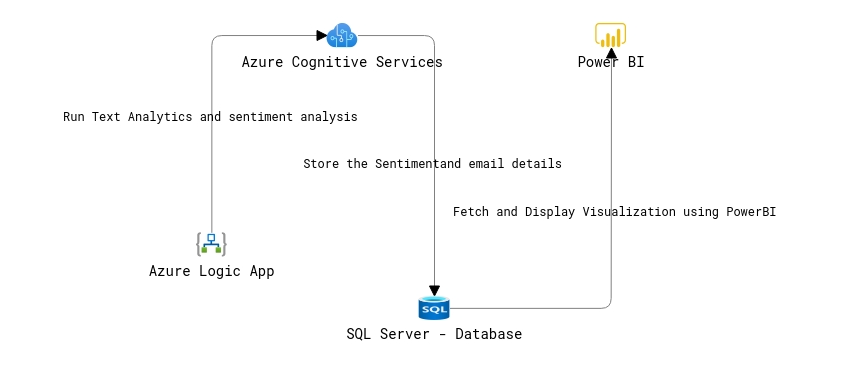 Azure Cognitive Services
Power BI
Run Text Analytics and sentiment analysis
Store the Sentimentand email details
Fetch and Display Visualization using PowerBI
Azure Logic App
SQL
SQL Server - Database